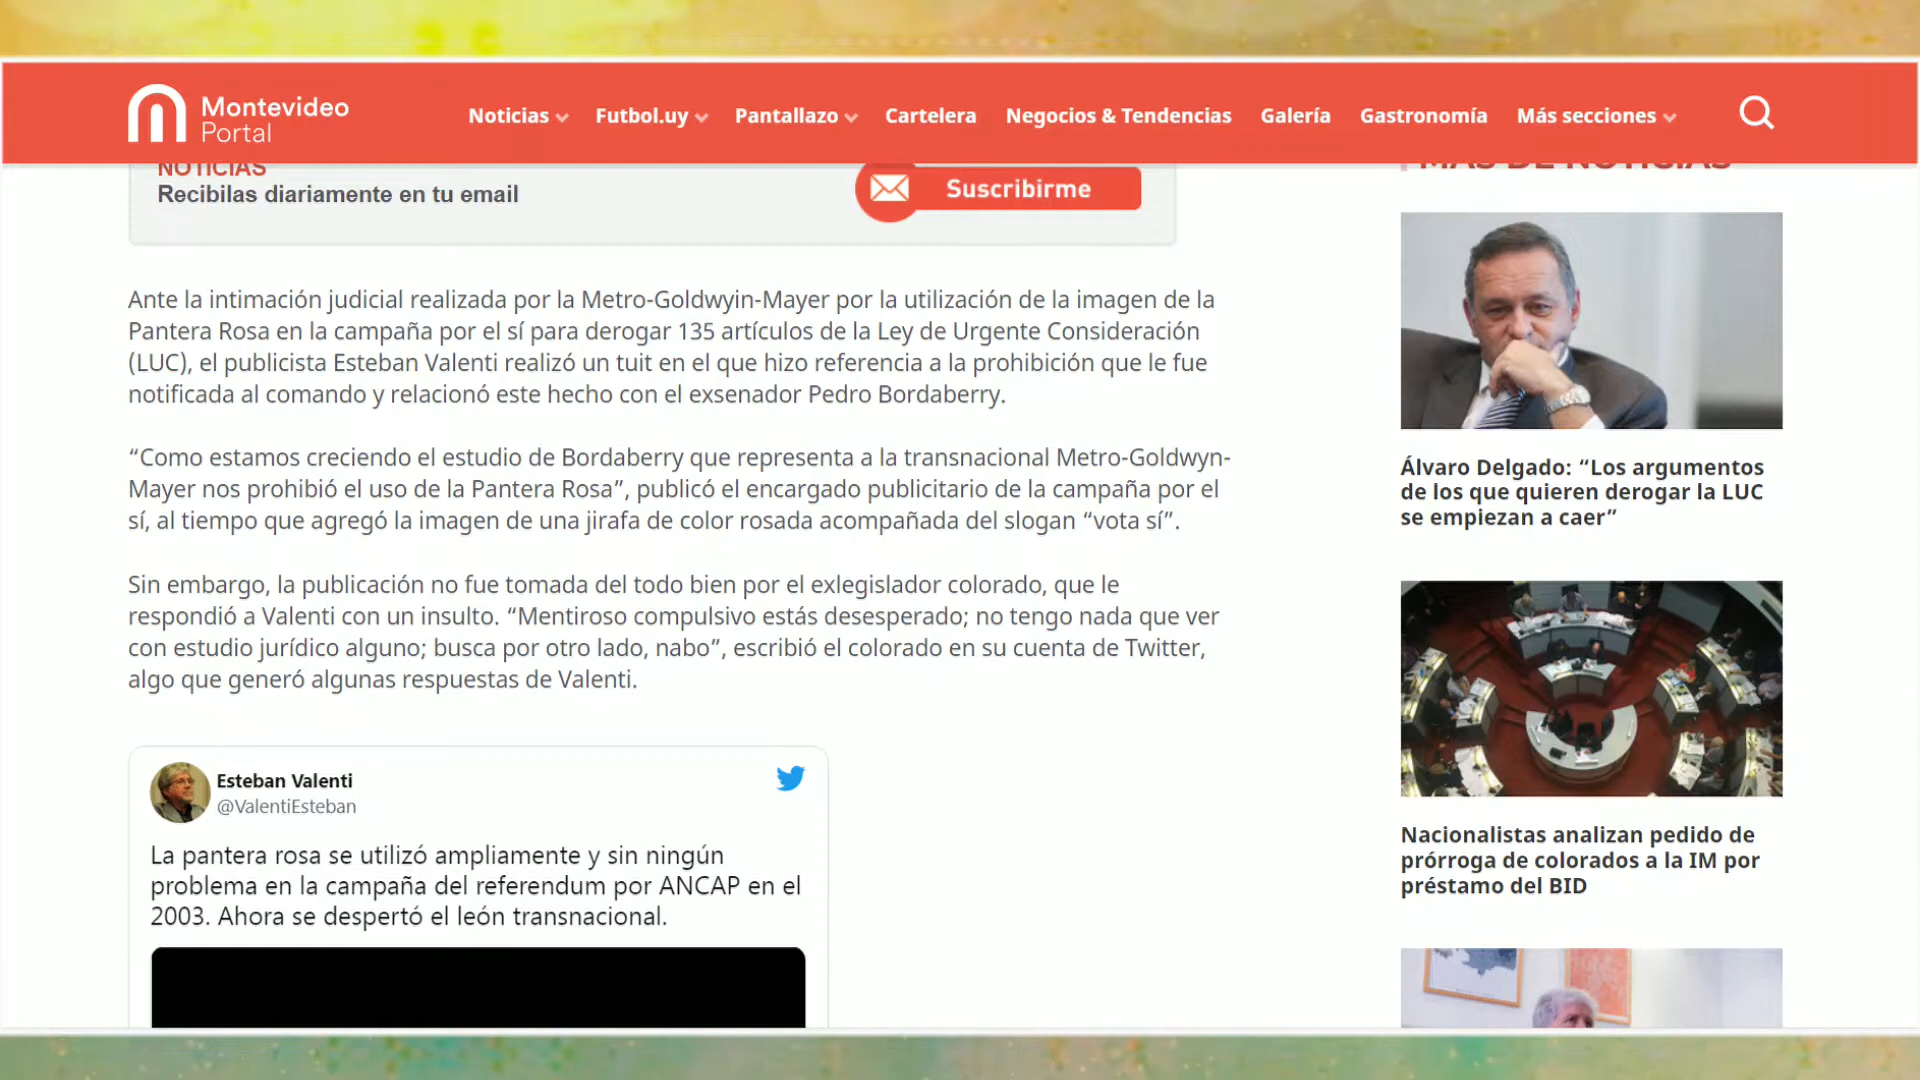 Montevideo
Portal
Noticias
Futbol.uy
Pantallazo
Cartelera
Negocios & Tendencias
Galería
Gastronomía
Más secciones
NOTICIAS
Recibilas diariamente en tu email
Suscribirme
MÁS DE NOTICIAS
Ante la intimación judicial realizada por la Metro-Goldwyin-Mayer por la utilización de la imagen de la
Pantera Rosa en la campaña por el sí para derogar 135 artículos de la Ley de Urgente Consideración
(LUC), el publicista Esteban Valenti realizó un tuit en el que hizo referencia a la prohibición que le fue
notificada al comando y relacionó este hecho con el exsenador Pedro Bordaberry.
“Como estamos creciendo el estudio de Bordaberry que representa a la transnacional Metro-Goldwyn-
Mayer nos prohibió el uso de la Pantera Rosa”, publicó el encargado publicitario de la campaña por el
sí, al tiempo que agregó la imagen de una jirafa de color rosada acompañada del slogan “vota sí”.
Sin embargo, la publicación no fue tomada del todo bien por el exlegislador colorado, que le
respondió a Valenti con un insulto. “Mentiroso compulsivo estás desesperado; no tengo nada que ver
con estudio jurídico alguno; busca por otro lado, nabo”, escribió el colorado en su cuenta de Twitter,
algo que generó algunas respuestas de Valenti.
Esteban Valenti
@ValentiEsteban
La pantera rosa se utilizó ampliamente y sin ningún
problema en la campaña del referendum por ANCAP en el
2003. Ahora se despertó el león transnacional.
Álvaro Delgado: “Los argumentos
de los que quieren derogar la LUC
se empiezan a caer”
Nacionalistas analizan pedido de
prórroga de colorados a la IM por
préstamo del BID